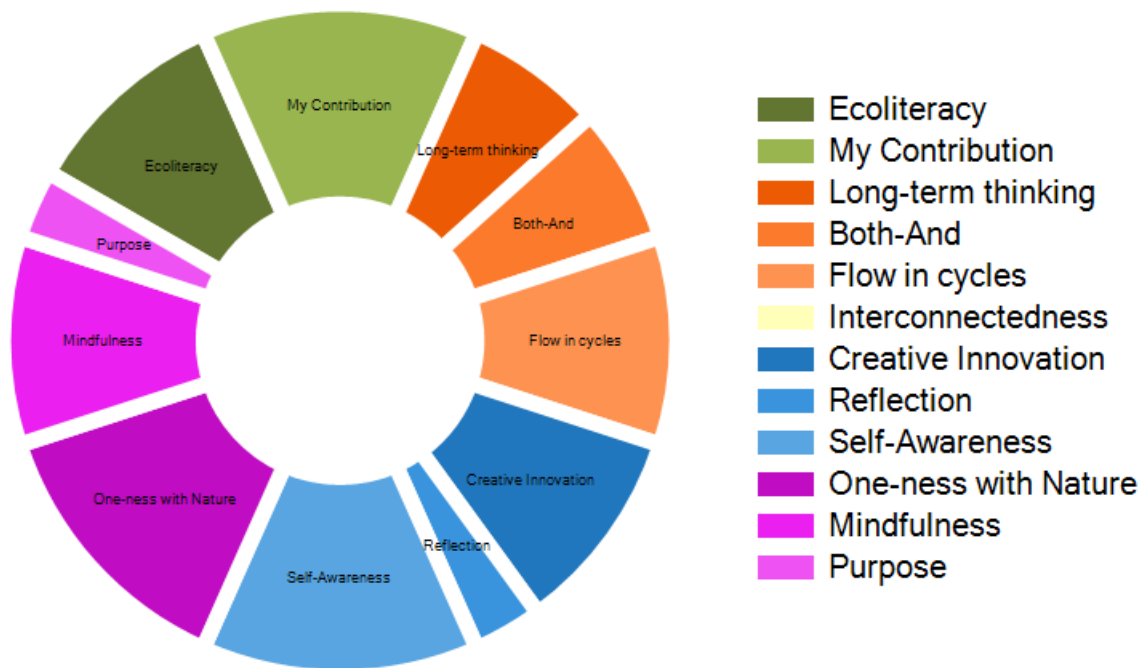 My Contribution
Long-term thinking
Ecoliteracy
Both-And
Purpose
Mindfulness
Flow in cycles
Creative Innovation
One-ness with Nature
Reflection
Self-Awareness
Ecoliteracy
My Contribution
Long-term thinking
Both-And
Flow in cycles
Interconnectedness
Creative Innovation
Reflection
Self-Awareness
One-ness with Nature
Mindfulness
Purpose